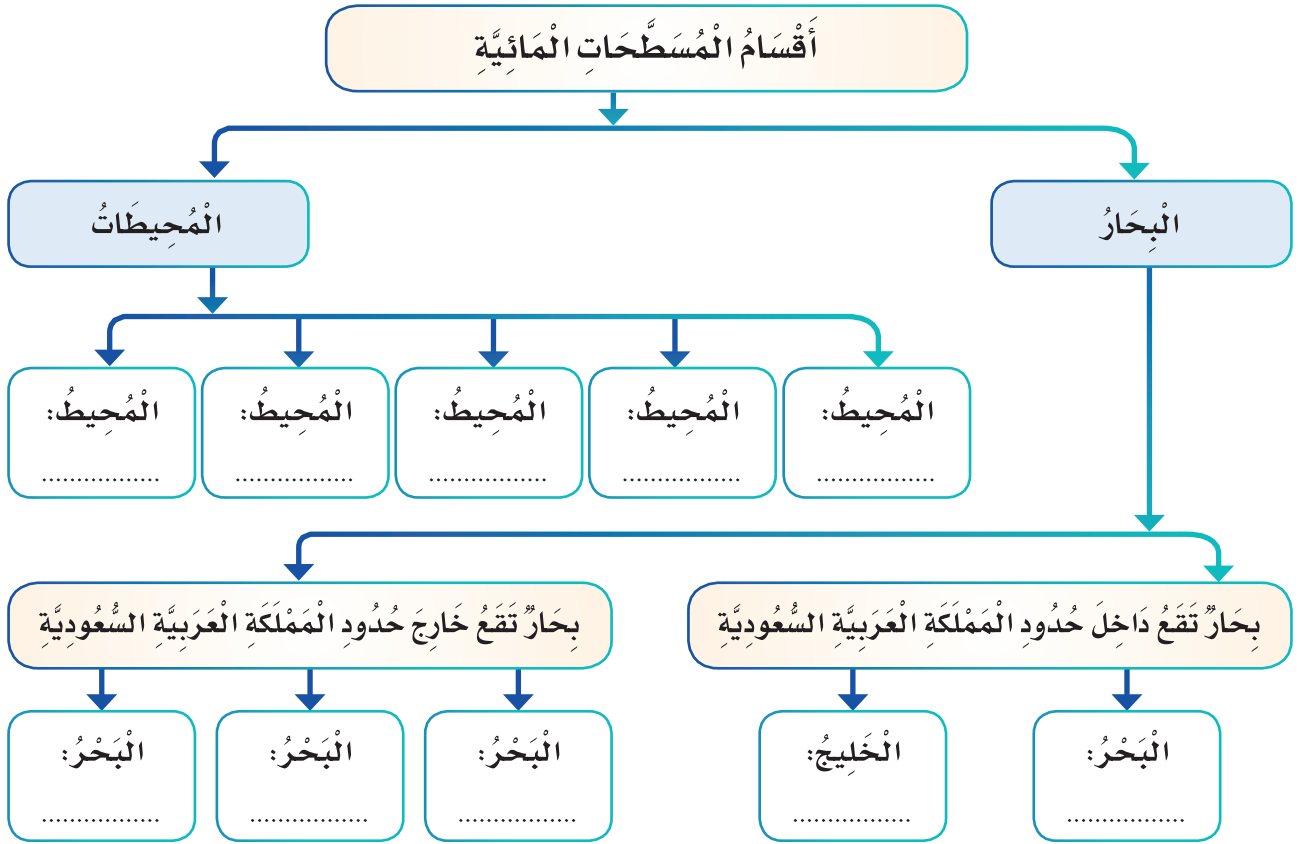 أَقْسَامُ الْمُسَطَّحَاتِ الْمَائِيَّةِ
الْبِحَارُ
الْمُحِيطَاتُ
الْمُحِيطُ:
.................
الْمُحِيطُ:
.................
الْمُحِيطُ:
.................
الْمُحِيطُ:
.................
الْمُحِيطُ:
.................
بِحَارٌ تَقَعُ دَاخِلَ حُدُودِ الْمَمْلَكَةِ الْعَرَبِيَّةِ السُّعُودِيَّةِ
الْبَحْرُ:
.................
الْخَلِيجُ:
.................
بِحَارٌ تَقَعُ خَارِجَ حُدُودِ الْمَمْلَكَةِ الْعَرَبِيَّةِ السُّعُودِيَّةِ
الْبَحْرُ:
.................
الْبَحْرُ:
.................
الْبَحْرُ:
.................